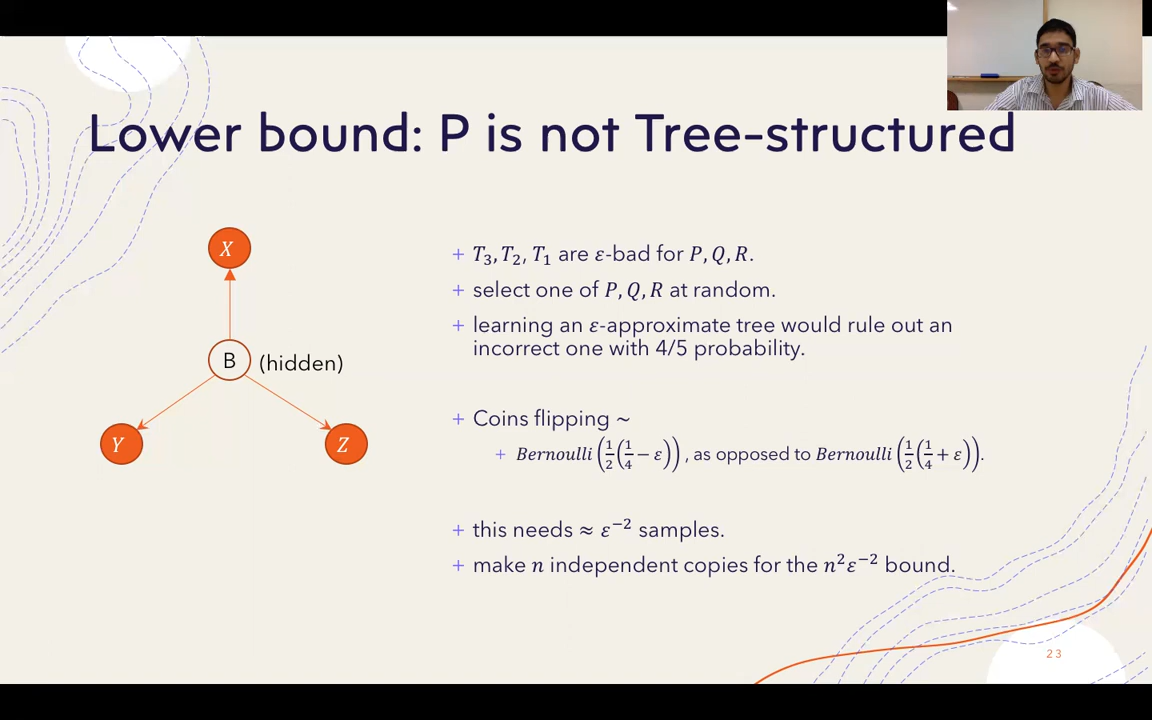 Lower bound: P is not Tree-structured
X
B (hidden)
Y
Z
+ T₃, T₂, T₁ are ε-bad for P, Q, R.
+ select one of P, Q, R at random.
+ learning an ε-approximate tree would rule out an
incorrect one with 4/5 probability.
+ Coins flipping ~
+ Bernoulli (1/2 (1/4 − ε)), as opposed to Bernoulli (1/2 (1/4 + ε)).
+ this needs ≈ ε⁻² samples.
+ make n independent copies for the n²ε⁻² bound.
23